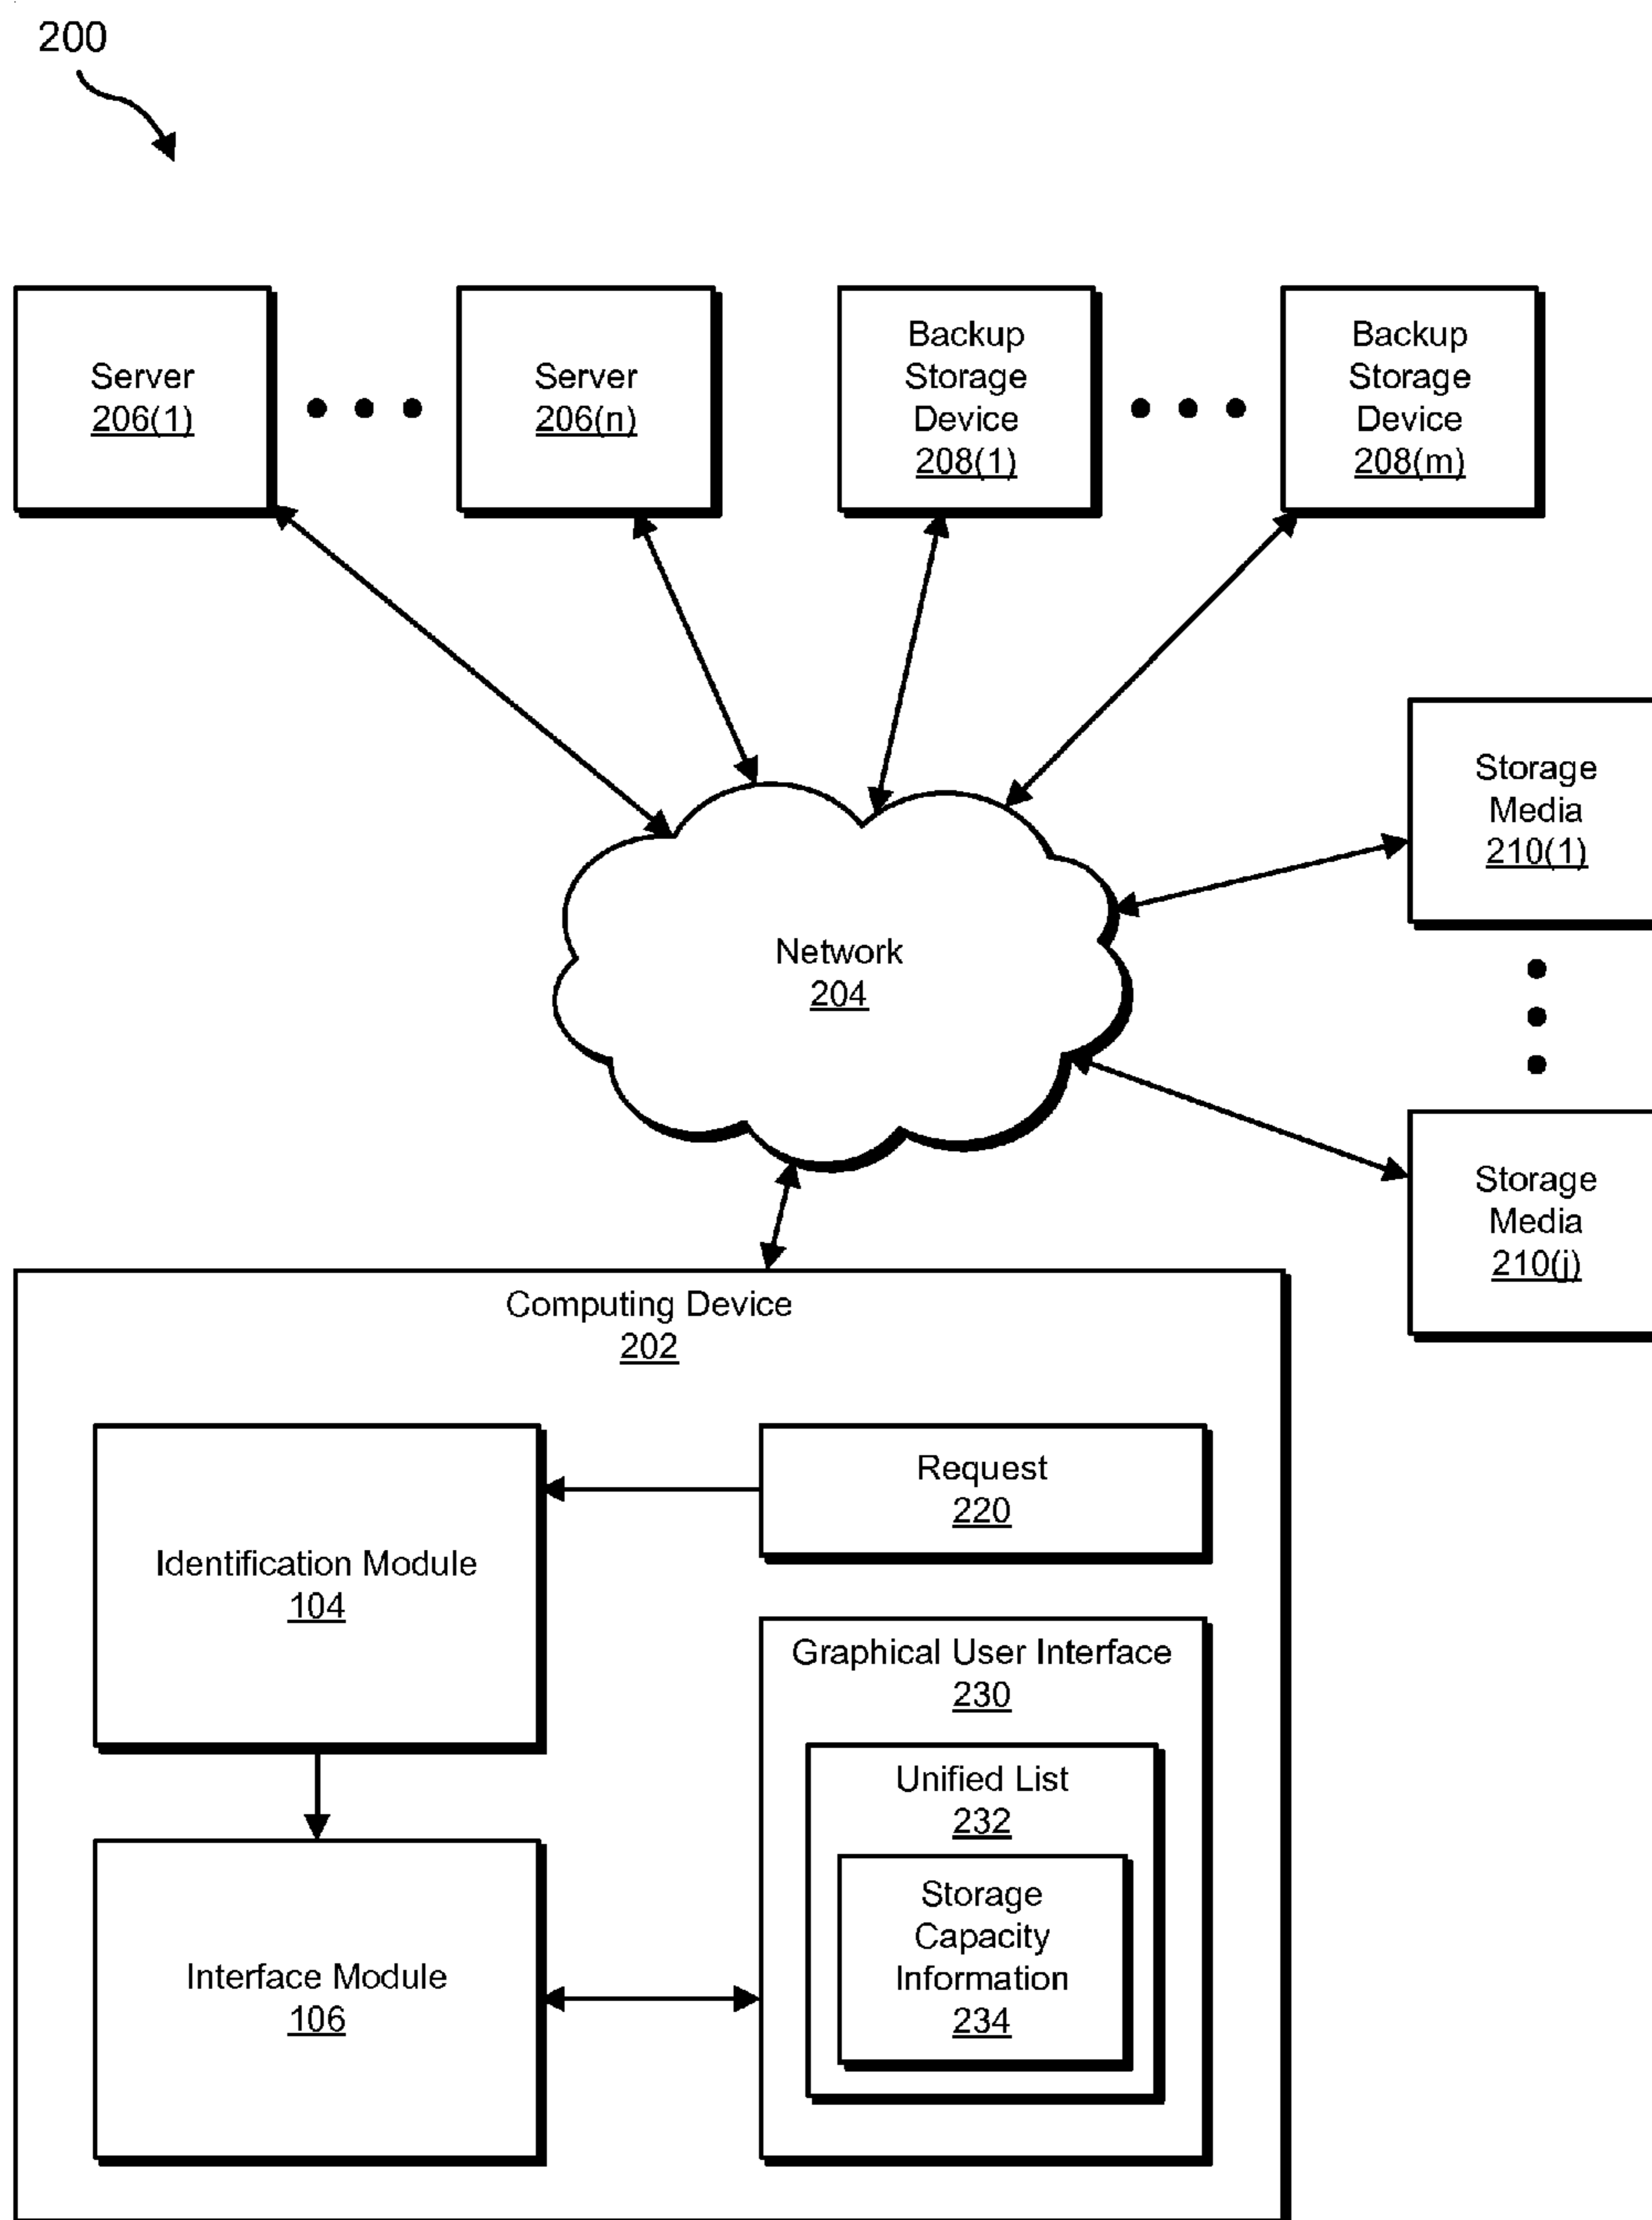 200
Server
206(1)
Server
206(n)
Backup
Storage
Device
208(1)
Backup
Storage
Device
208(m)
Storage
Media
210(1)
Network
204
Storage
Media
210(j)
Computing Device
202
Identification Module
104
Request
220
Graphical User Interface
230
Unified List
232
Storage
Capacity
Information
234
Interface Module
106